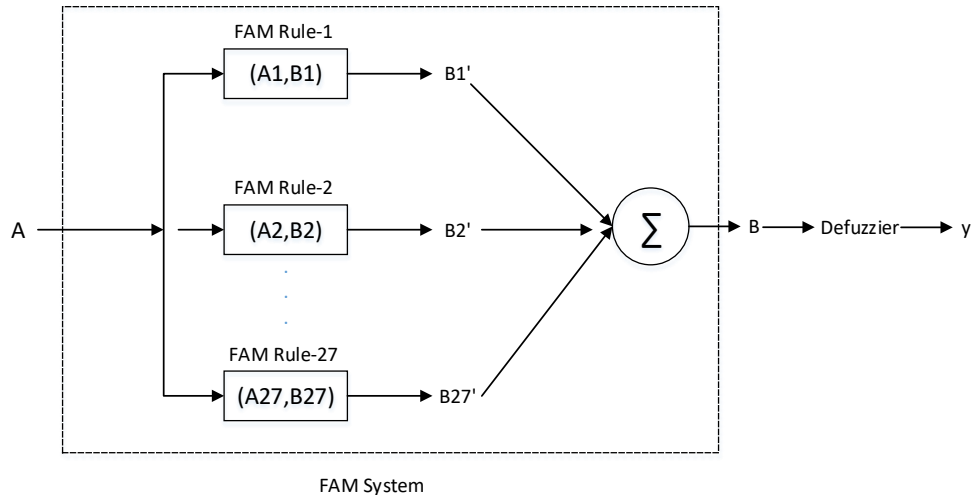 FAM Rule-1
(A1,B1)
B1'
FAM Rule-2
A
(A2,B2)
B2'
∑
B
Defuzzier
y
.
.
.
FAM Rule-27
(A27,B27)
B27'
FAM System